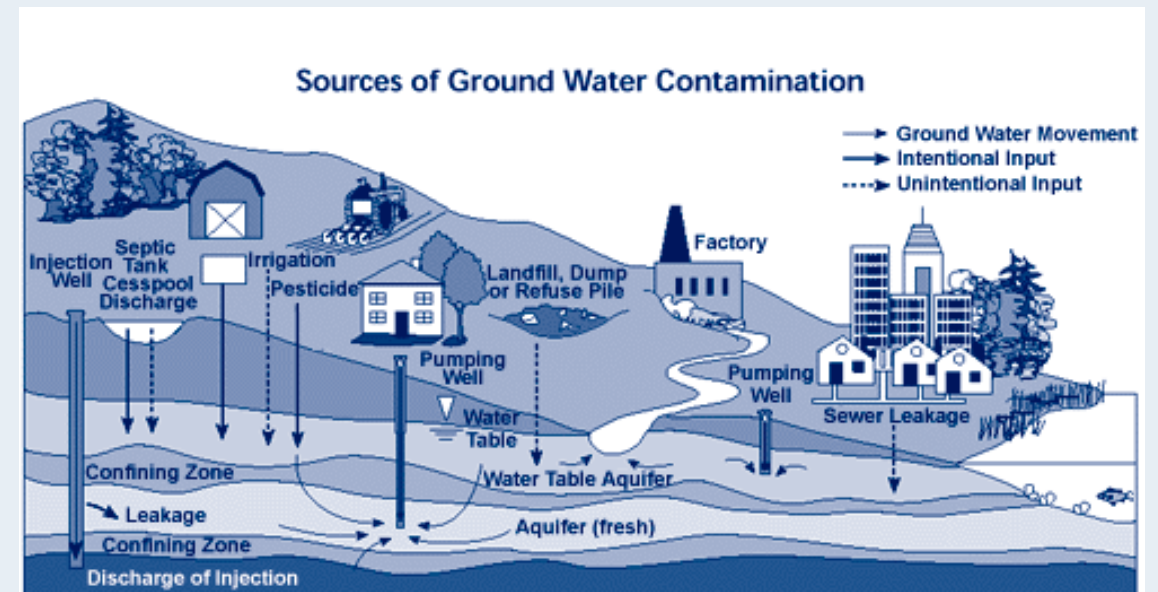 Sources of Ground Water Contamination
Ground Water Movement
Intentional Input
Unintentional Input
Injection
Well
Septic
Tank
Cesspool
Discharge
Irrigation
Pesticide
Landfill, Dump
or Refuse Pile
Factory
Pumping
Well
Water
Table
Pumping
Well
Sewer Leakage
Confining Zone
Water Table Aquifer
Leakage
Aquifer (fresh)
Confining Zone
Discharge of Injection